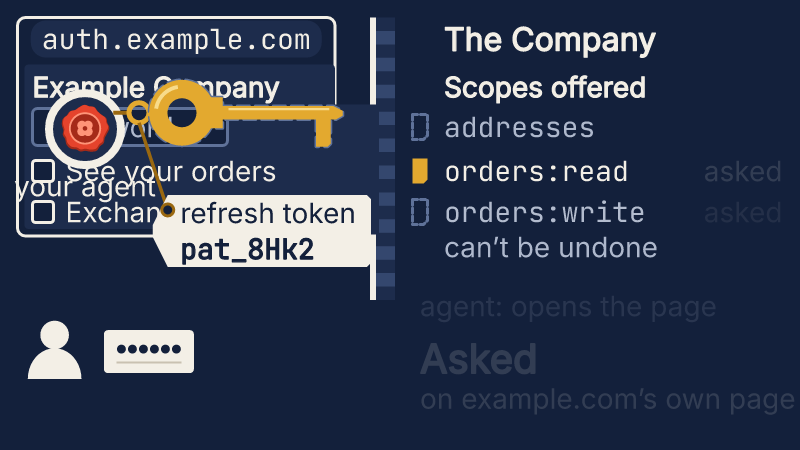 auth.example.com
Example Company
See your orders
your agent
refresh token
pat_8Hk2
The Company
Scopes offered
addresses
orders:read asked
orders:write asked
can’t be undone
agent: opens the page
Asked
on example.com’s own page